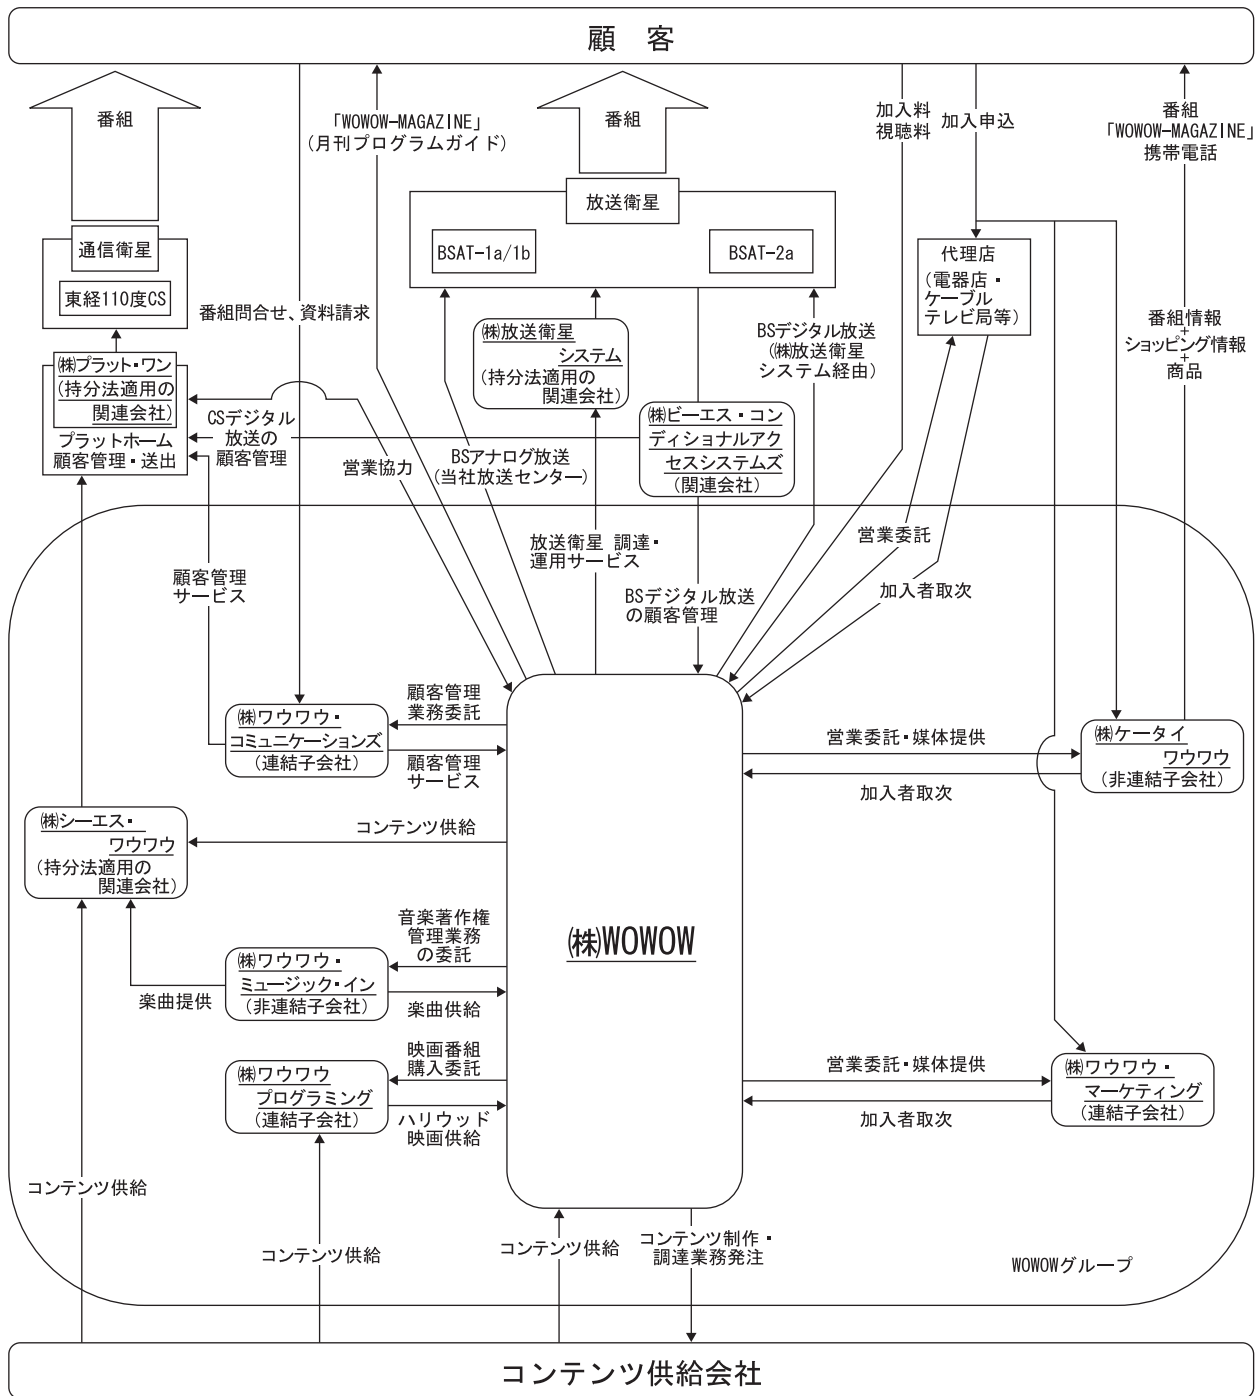 顧 客
番組
「WOWOW-MAGAZINE」
(月刊プログラムガイド)
番組
加入料
視聴料
加入申込
番組
「WOWOW-MAGAZINE」
携帯電話
通信衛星
東経110度CS
放送衛星
BSAT-1a/1b
BSAT-2a
代理店
(電器店・
ケーブル
テレビ局等)
番組問合せ、資料請求
㈱放送衛星
システム
(持分法適用の
関連会社)
BSデジタル放送
(㈱放送衛星
システム経由)
番組情報
+
ショッピング情報
+
商品
㈱プラット・ワン
(持分法適用の
関連会社)
プラットホーム
顧客管理・送出
CSデジタル
放送の
顧客管理
営業協力
BSアナログ放送
(当社放送センター)
㈱ビーエス・コン
ディショナルアク
セスシステムズ
(関連会社)
放送衛星 調達・
運用サービス
営業委託
顧客管理
サービス
BSデジタル放送
の顧客管理
加入者取次
㈱ワウワウ・
コミュニケーションズ
(連結子会社)
顧客管理
業務委託
顧客管理
サービス
営業委託・媒体提供
加入者取次
㈱ケータイ
ワウワウ
(非連結子会社)
㈱シーエス・
ワウワウ
(持分法適用の
関連会社)
コンテンツ供給
㈱WOWOW
音楽著作権
管理業務
の委託
㈱ワウワウ・
ミュージック・イン
(非連結子会社)
楽曲提供
楽曲供給
映画番組
購入委託
㈱ワウワウ
プログラミング
(連結子会社)
ハリウッド
映画供給
営業委託・媒体提供
加入者取次
㈱ワウワウ・
マーケティング
(連結子会社)
コンテンツ供給
コンテンツ供給
コンテンツ供給
コンテンツ制作・
調達業務発注
WOWOWグループ
コンテンツ供給会社